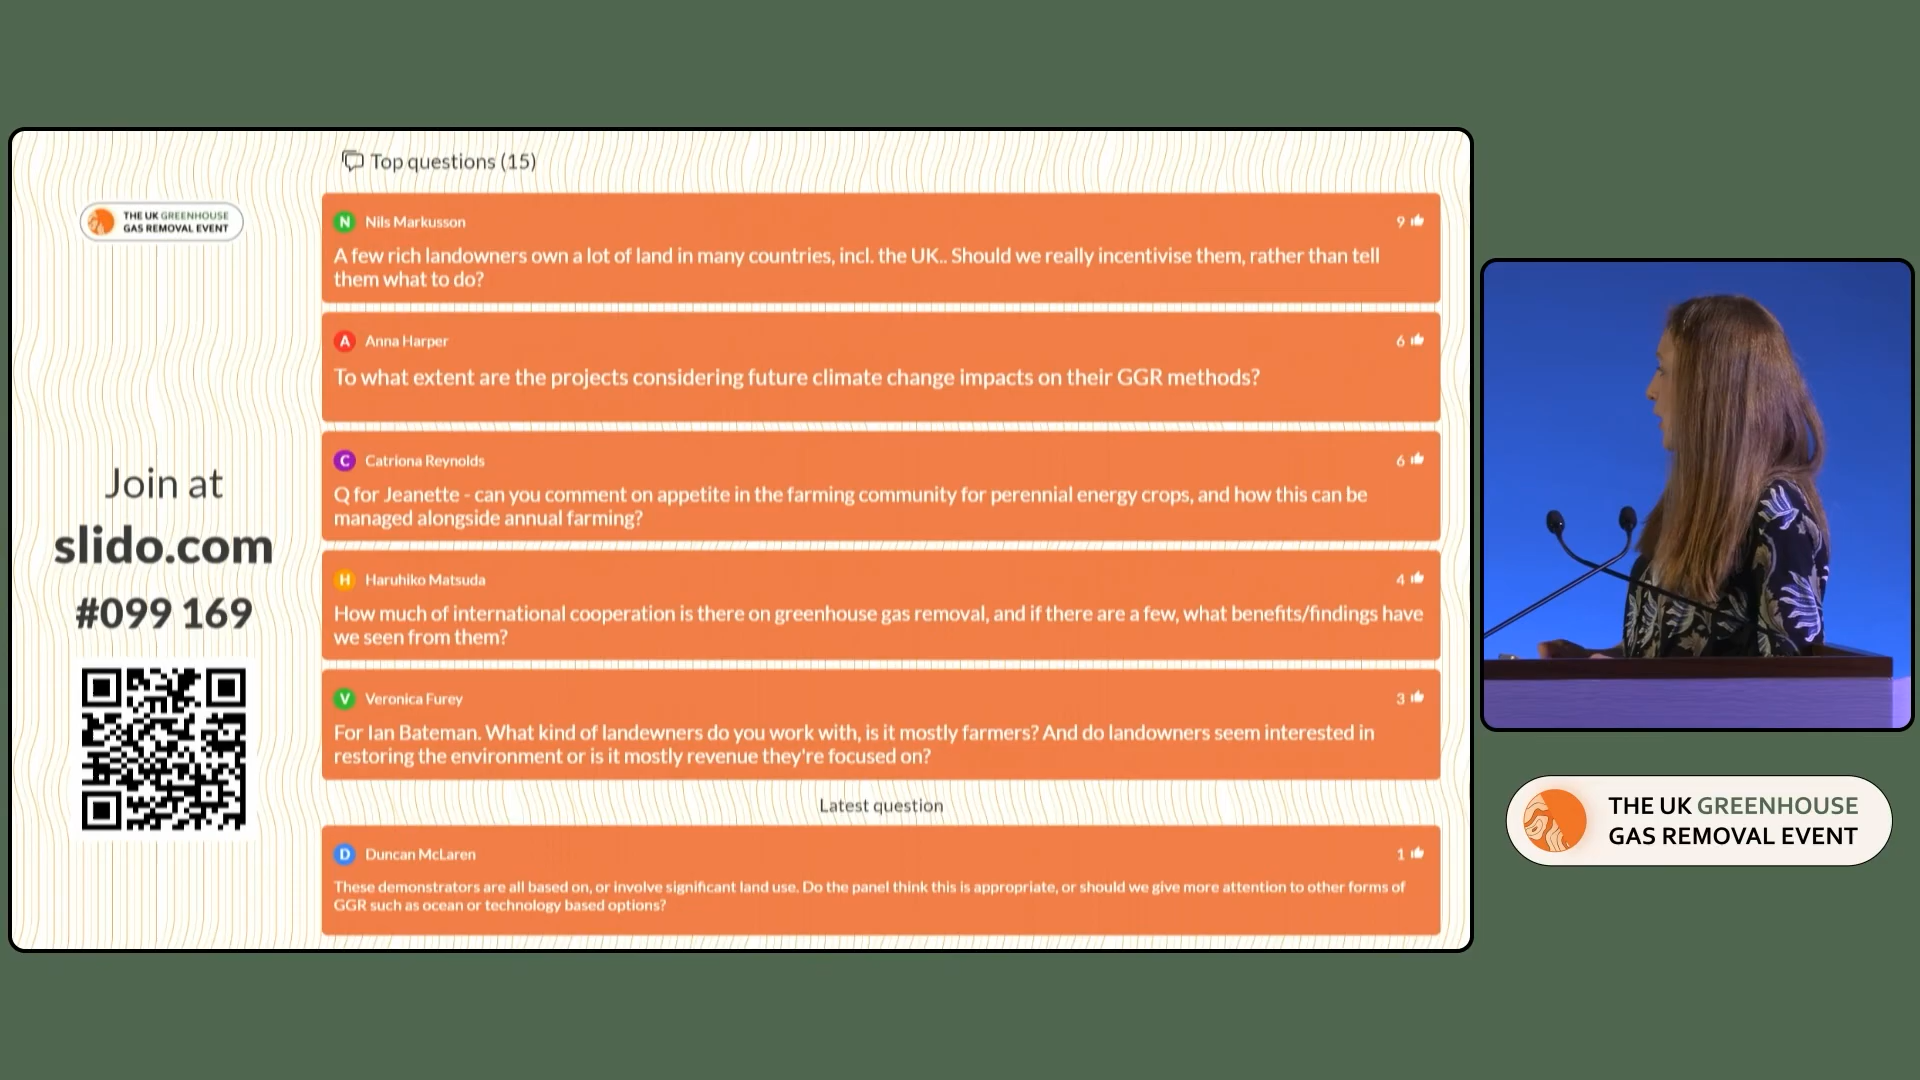 Top questions (15)
THE UK GREENHOUSE
GAS REMOVAL EVENT
Join at
slido.com
#099 169
N Nils Markusson 9
A few rich landowners own a lot of land in many countries, incl. the UK.. Should we really incentivise them, rather than tell
them what to do?
A Anna Harper 6
To what extent are the projects considering future climate change impacts on their GGR methods?
C Catriona Reynolds 6
Q for Jeanette - can you comment on appetite in the farming community for perennial energy crops, and how this can be
managed alongside annual farming?
H Haruhiko Matsuda 4
How much of international cooperation is there on greenhouse gas removal, and if there are a few, what benefits/findings have
we seen from them?
V Veronica Furey 3
For Ian Bateman. What kind of landewners do you work with, is it mostly farmers? And do landowners seem interested in
restoring the environment or is it mostly revenue they're focused on?
Latest question
D Duncan McLaren 1
These demonstrators are all based on, or involve significant land use. Do the panel think this is appropriate, or should we give more attention to other forms of
GGR such as ocean or technology based options?
THE UK GREENHOUSE
GAS REMOVAL EVENT